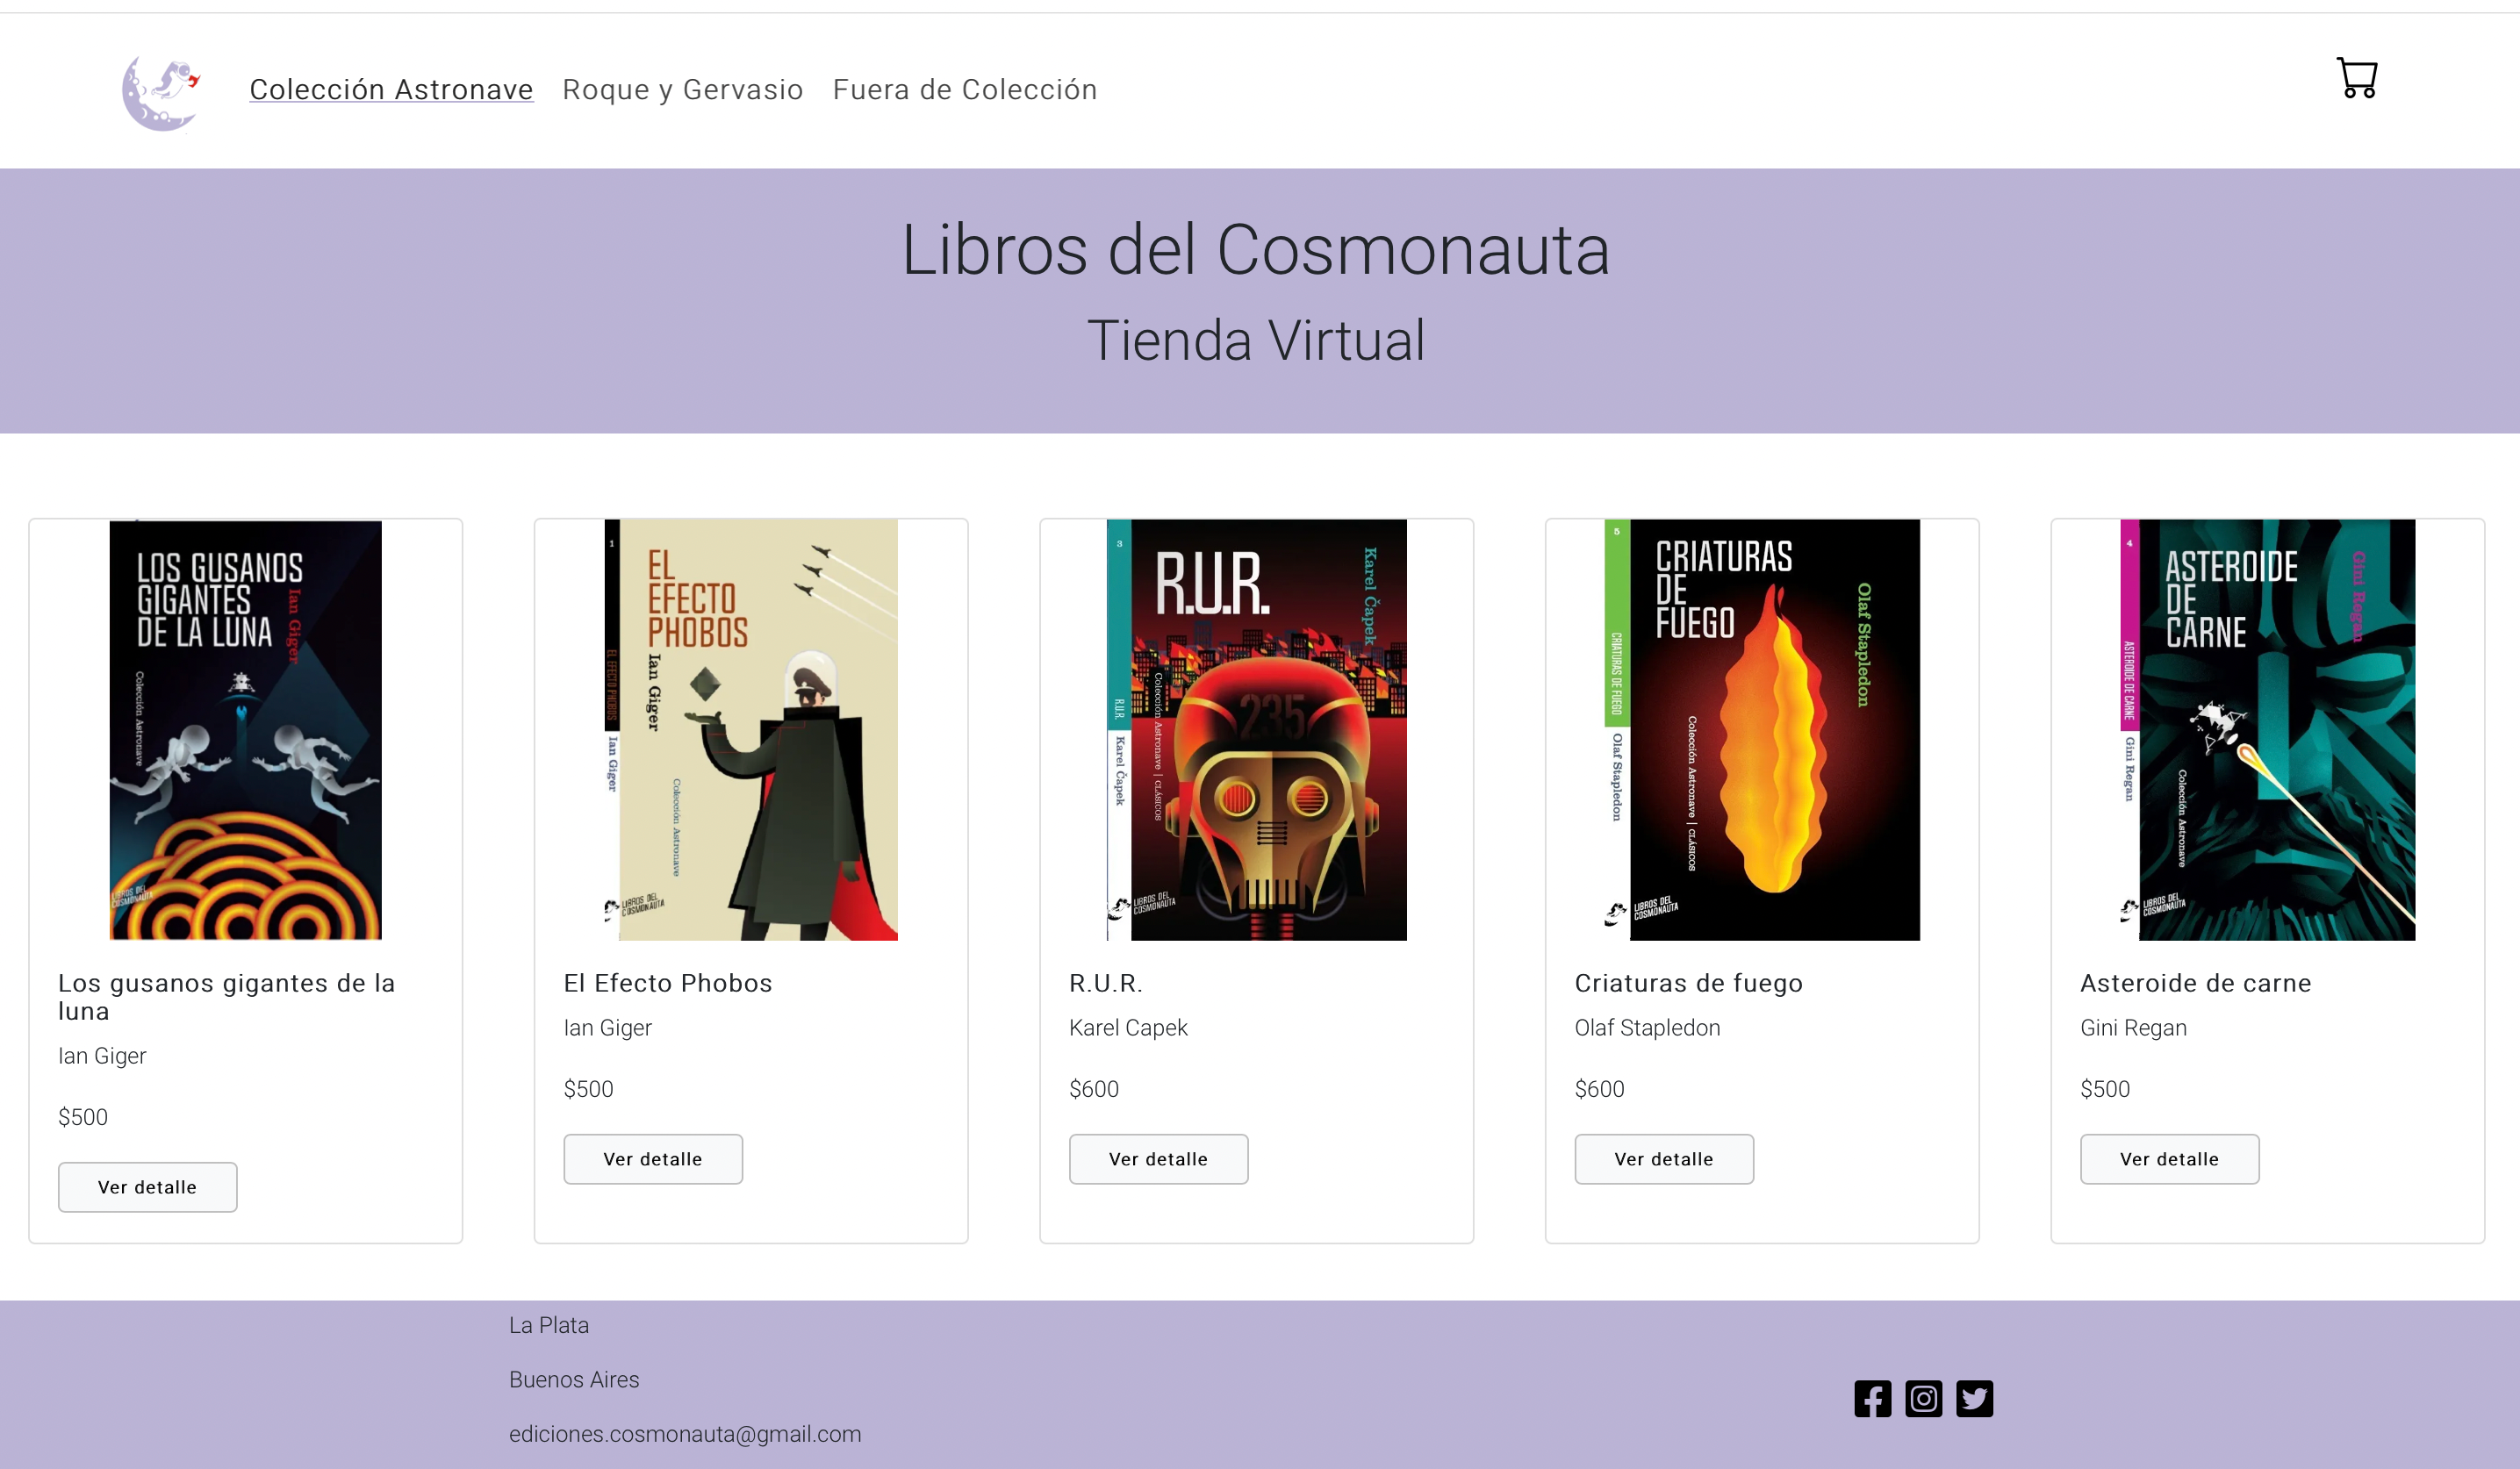 Colección Astronave
Roque y Gervasio
Fuera de Colección
Libros del Cosmonauta
Tienda Virtual
LOS GUSANOS
GIGANTES
DE LA LUNA
Ian Giger
Colección Astronave
LIBROS DEL
COSMONAUTA
Los gusanos gigantes de la
luna
Ian Giger
$500
Ver detalle
1
EL EFECTO PHOBOS
Ian Giger
EL
EFECTO
PHOBOS
Ian Giger
Colección Astronave
LIBROS DEL
COSMONAUTA
El Efecto Phobos
Ian Giger
$500
Ver detalle
3
R.U.R.
Karel Čapek
R.U.R.
Karel Čapek
235
Colección Astronave | CLÁSICOS
LIBROS DEL
COSMONAUTA
R.U.R.
Karel Capek
$600
Ver detalle
5
CRIATURAS DE FUEGO
Olaf Stapledon
CRIATURAS
DE
FUEGO
Olaf Stapledon
Colección Astronave | CLÁSICOS
LIBROS DEL
COSMONAUTA
Criaturas de fuego
Olaf Stapledon
$600
Ver detalle
4
ASTEROIDE DE CARNE
Gini Regan
ASTEROIDE
DE
CARNE
Gini Regan
Colección Astronave
LIBROS DEL
COSMONAUTA
Asteroide de carne
Gini Regan
$500
Ver detalle
La Plata
Buenos Aires
ediciones.cosmonauta@gmail.com